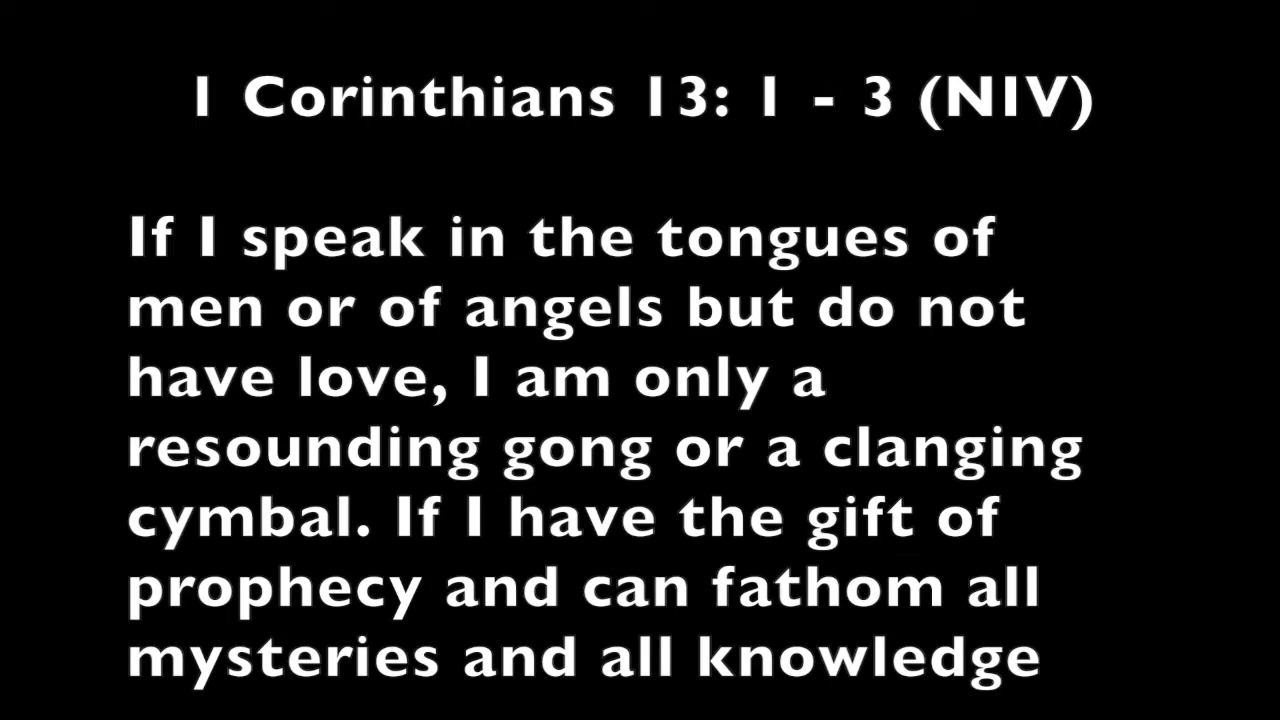 1 Corinthians 13: 1 - 3 (NIV)
If I speak in the tongues of
men or of angels but do not
have love, I am only a
resounding gong or a clanging
cymbal. If I have the gift of
prophecy and can fathom all
mysteries and all knowledge